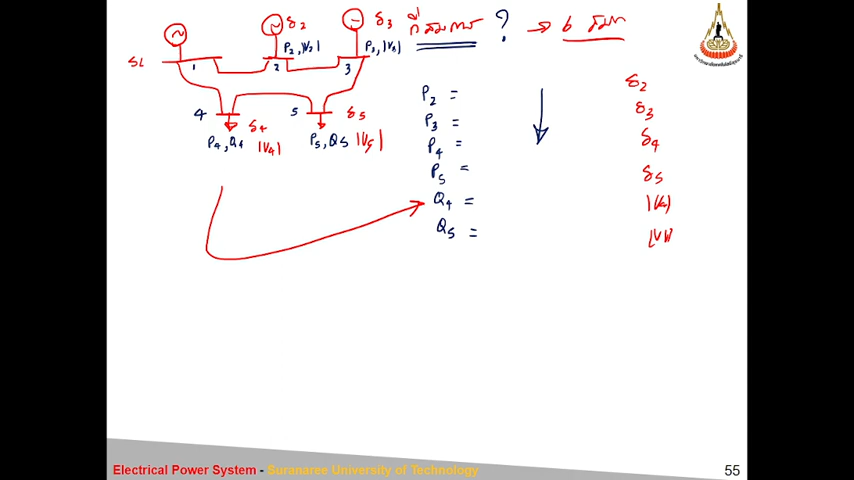 δ2
δ3
กี่สมการ ? → 6 สมการ
P2, |V2|
P3, |V3|
SL
1
2
3
4
5
δ4
δ5
P4, Q4 |V4|
P5, Q5 |V5|
P2 =
P3 =
P4 =
P5 =
Q4 =
Q5 =
δ2
δ3
δ4
δ5
|V4|
Electrical Power System - Suranaree University of Technology
55